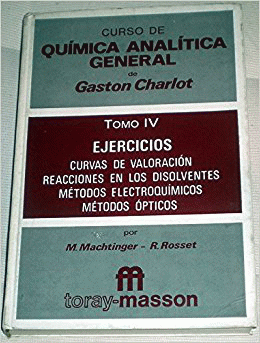 CURSO DE
QUÍMICA ANALÍTICA
GENERAL
de
Gaston Charlot
TOMO IV
EJERCICIOS
CURVAS DE VALORACIÓN
REACCIONES EN LOS DISOLVENTES
MÉTODOS ELECTROQUÍMICOS
MÉTODOS ÓPTICOS
por
M. Machtinger - R. Rosset
toray-masson